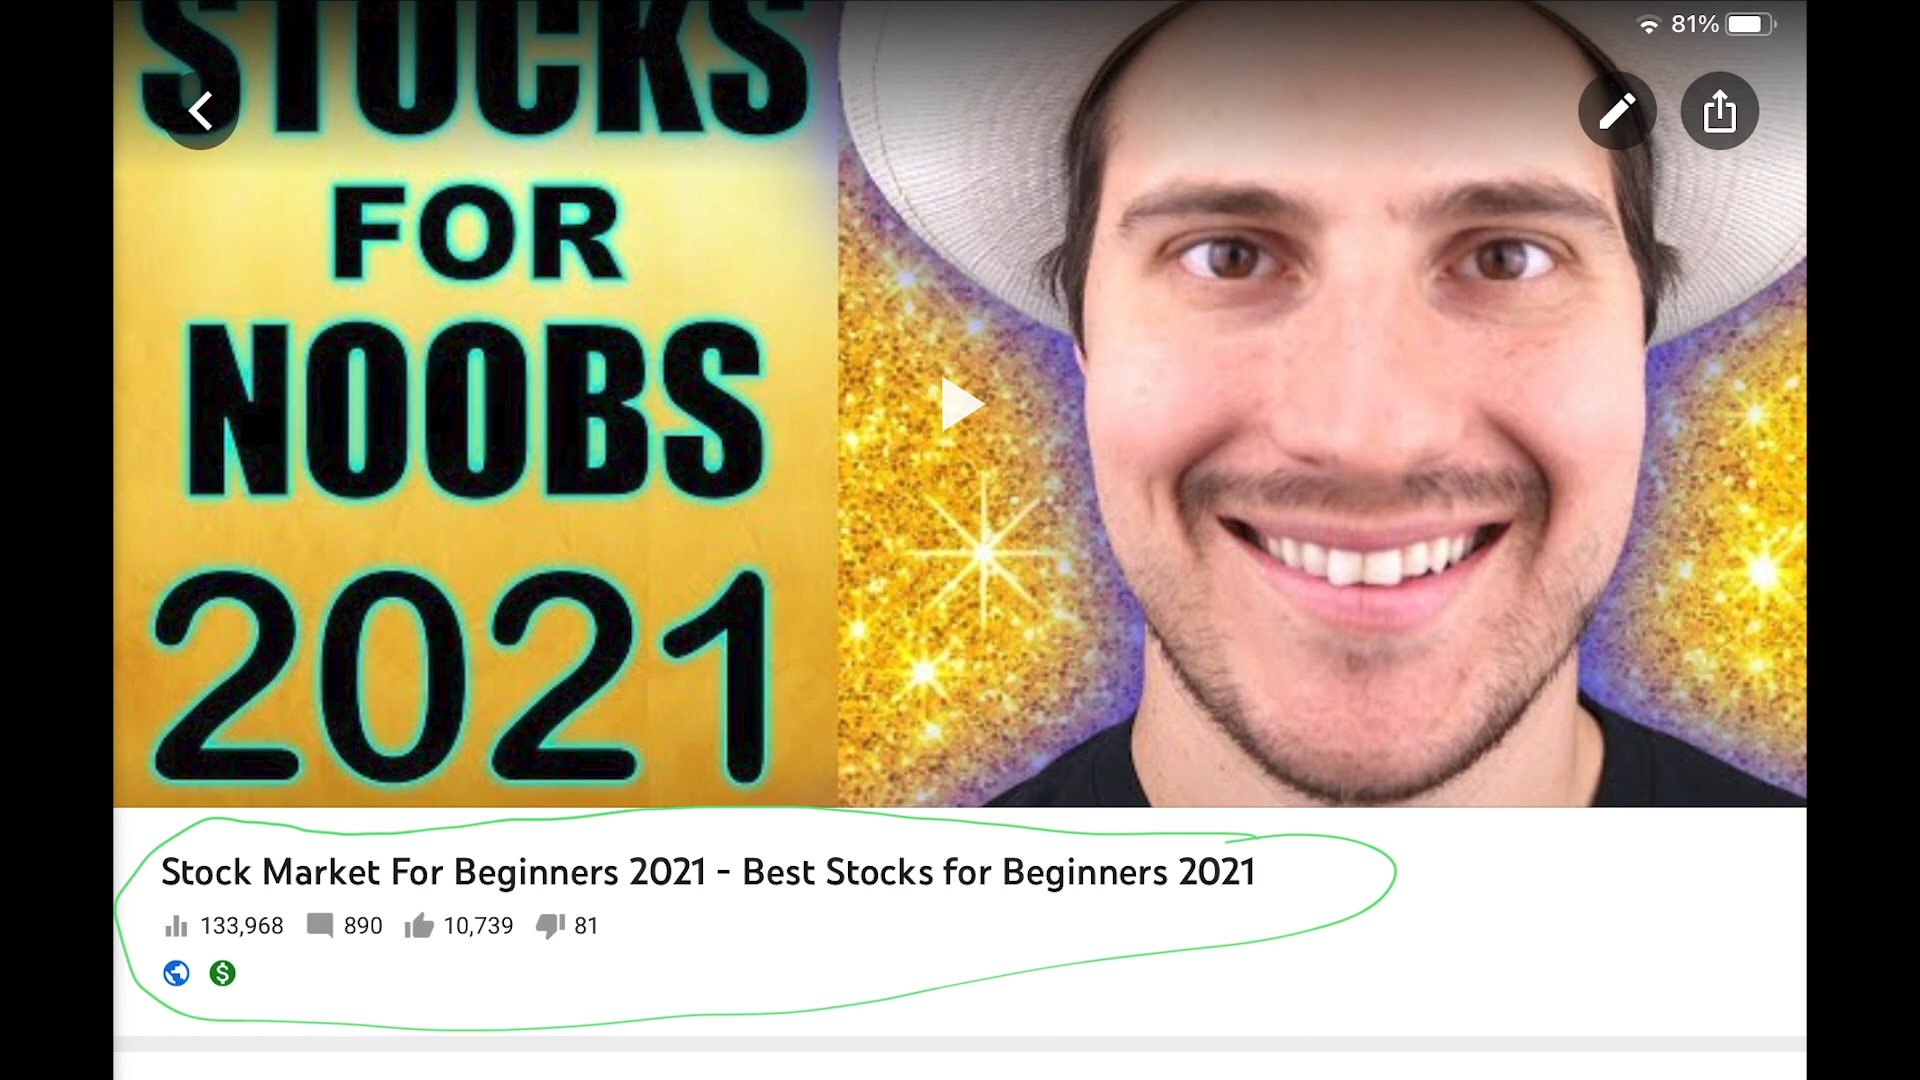 81%
STOCKS
FOR
NOOBS
2021
Stock Market For Beginners 2021 - Best Stocks for Beginners 2021
133,968 890 10,739 81